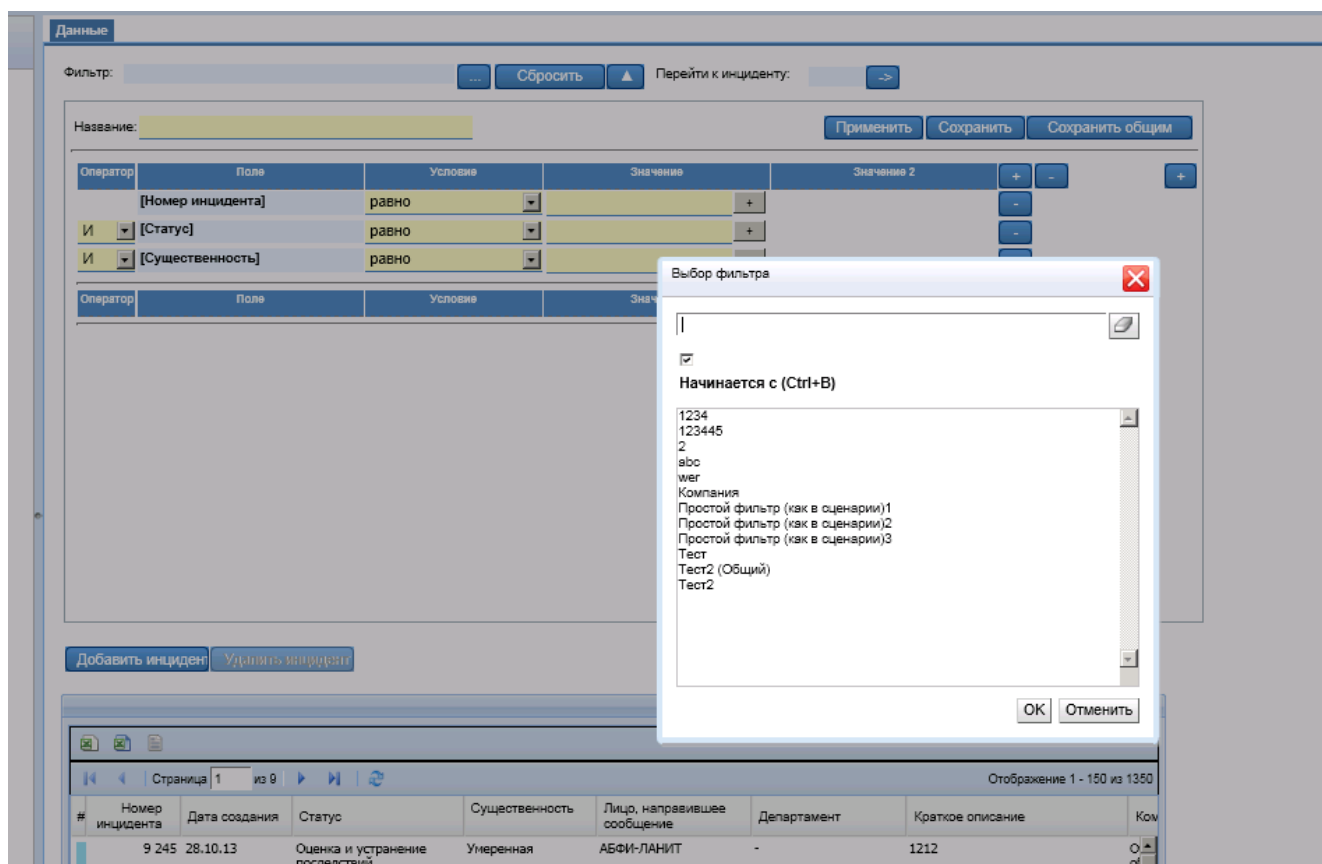 Данные
Фильтр: ... Сбросить ▲ Перейти к инциденту: ->
Название: Применить Сохранить Сохранить общим
Оператор Поле Условие Значение Значение 2 + - +
[Номер инцидента] равно + -
И [Статус] равно + -
И [Существенность] равно
Оператор Поле Условие
Выбор фильтра
Начинается с (Ctrl+B)
1234
123445
2
abc
wer
Компания
Простой фильтр (как в сценарии)1
Простой фильтр (как в сценарии)2
Простой фильтр (как в сценарии)3
Тест
Тест2 (Общий)
Тест2
OK Отменить
Добавить инцидент Удалить инцидент
Страница 1 из 9 Отображение 1 - 150 из 1350
# Номер инцидента Дата создания Статус Существенность Лицо, направившее сообщение Департамент Краткое описание Ком
9 245 28.10.13 Оценка и устранение последствий Умеренная АБФИ-ЛАНИТ - 1212